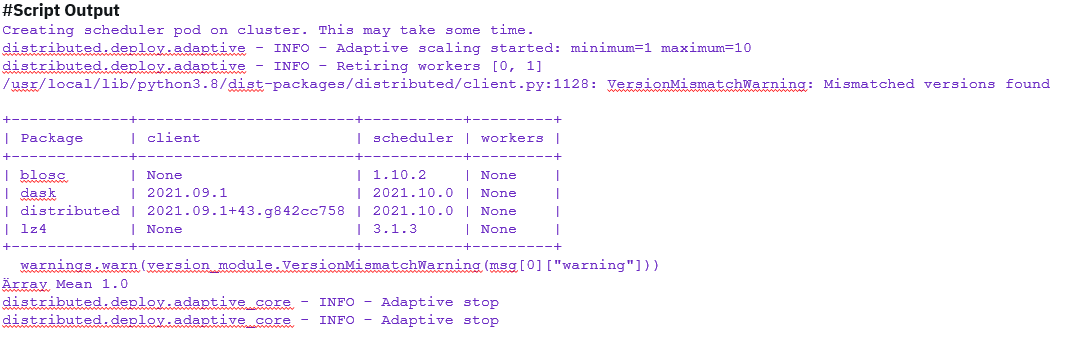 #Script Output
Creating scheduler pod on cluster. This may take some time.
distributed.deploy.adaptive - INFO - Adaptive scaling started: minimum=1 maximum=10
distributed.deploy.adaptive - INFO - Retiring workers [0, 1]
/usr/local/lib/python3.8/dist-packages/distributed/client.py:1128: VersionMismatchWarning: Mismatched versions found
+-------------+------------------------+-----------+---------+
| Package     | client                 | scheduler | workers |
+-------------+------------------------+-----------+---------+
| blosc       | None                   | 1.10.2    | None    |
| dask        | 2021.09.1              | 2021.10.0 | None    |
| distributed | 2021.09.1+43.g842cc758 | 2021.10.0 | None    |
| lz4         | None                   | 3.1.3     | None    |
+-------------+------------------------+-----------+---------+
  warnings.warn(version_module.VersionMismatchWarning(msg[0]["warning"]))
Ärray Mean 1.0
distributed.deploy.adaptive_core - INFO - Adaptive stop
distributed.deploy.adaptive_core - INFO - Adaptive stop